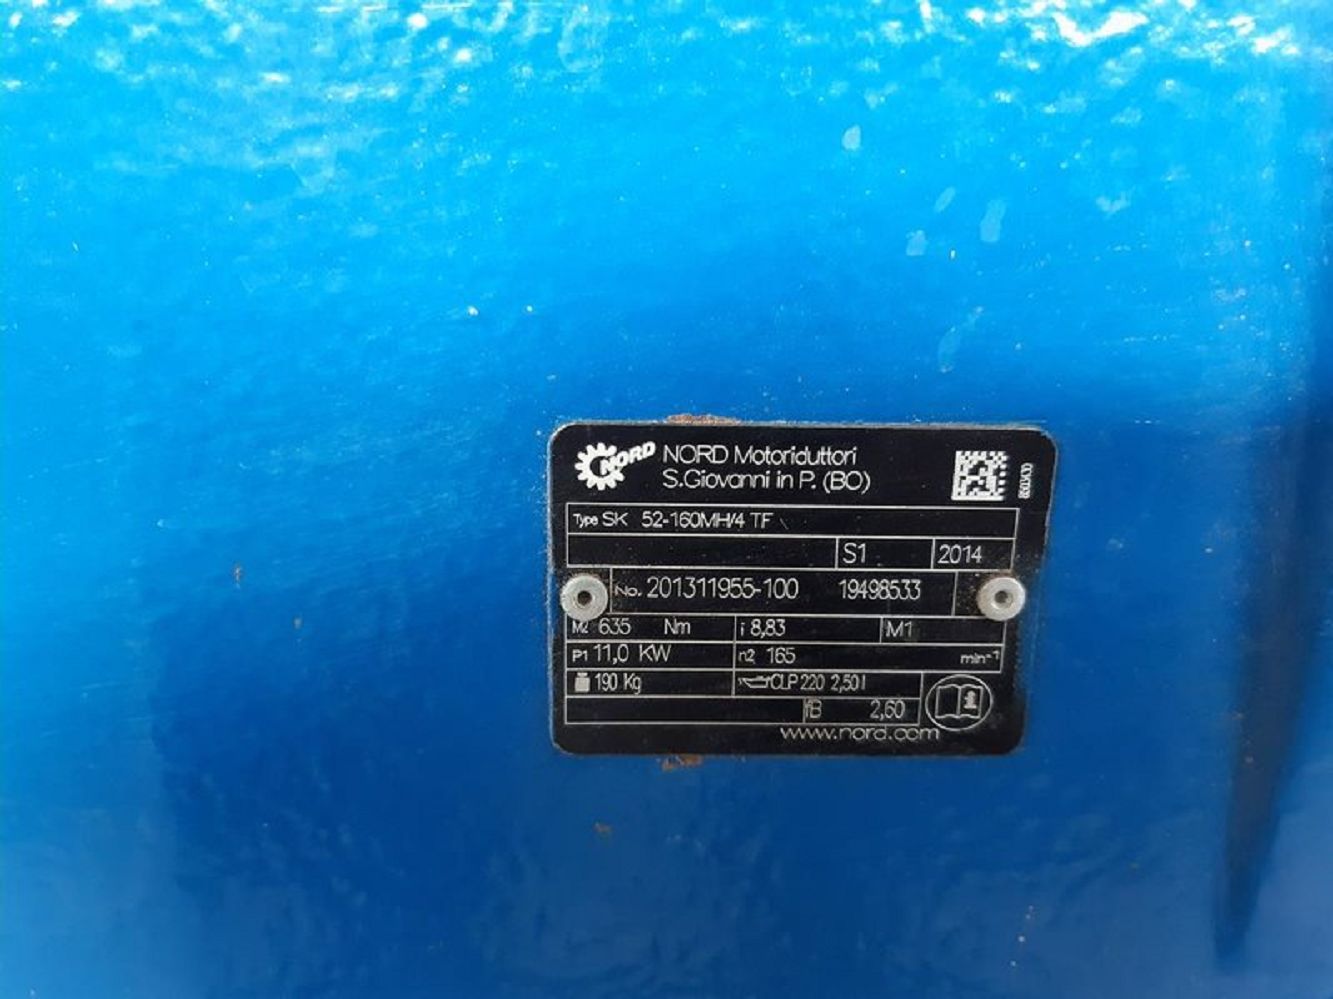 NORD
NORD Motoriduttori
S.Giovanni in P. (BO)
Type SK 52-160MH/4 TF
S1 2014
No. 201311955-100 19498533
M2 635 Nm i 8,83 M1
P1 11,0 KW n2 165 min-1
190 Kg CLP 220 2,50 l
fB 2,60
www.nord.com